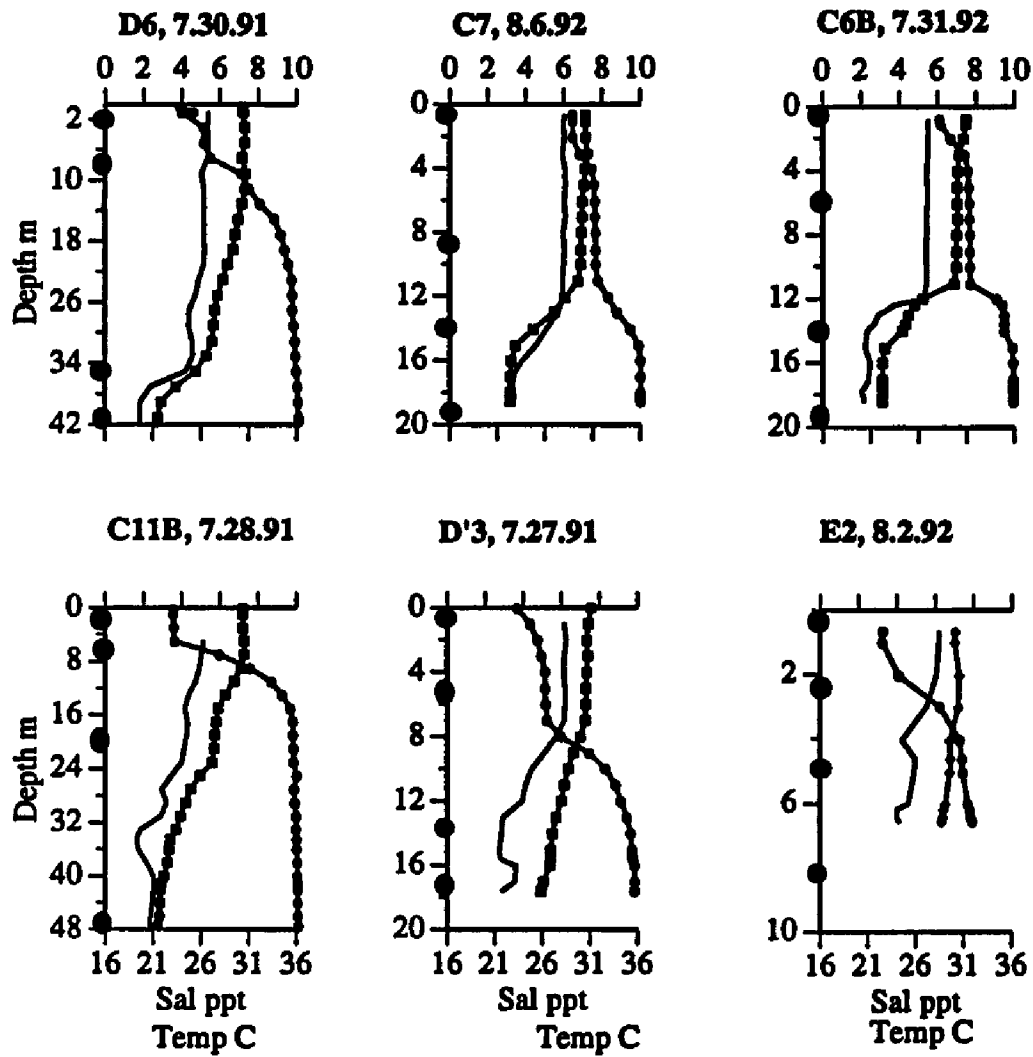 D6, 7.30.91
C7, 8.6.92
C6B, 7.31.92
0 2 4 6 8 10
0 2 4 6 8 10
0 2 4 6 8 10
Depth m
2
10
18
26
34
42
0
4
8
12
16
20
0
4
8
12
16
20
C11B, 7.28.91
D'3, 7.27.91
E2, 8.2.92
Depth m
0
8
16
24
32
40
48
0
4
8
12
16
20
2
6
10
16 21 26 31 36
16 21 26 31 36
16 21 26 31 36
Sal ppt
Sal ppt
Temp C
Temp C
Temp C